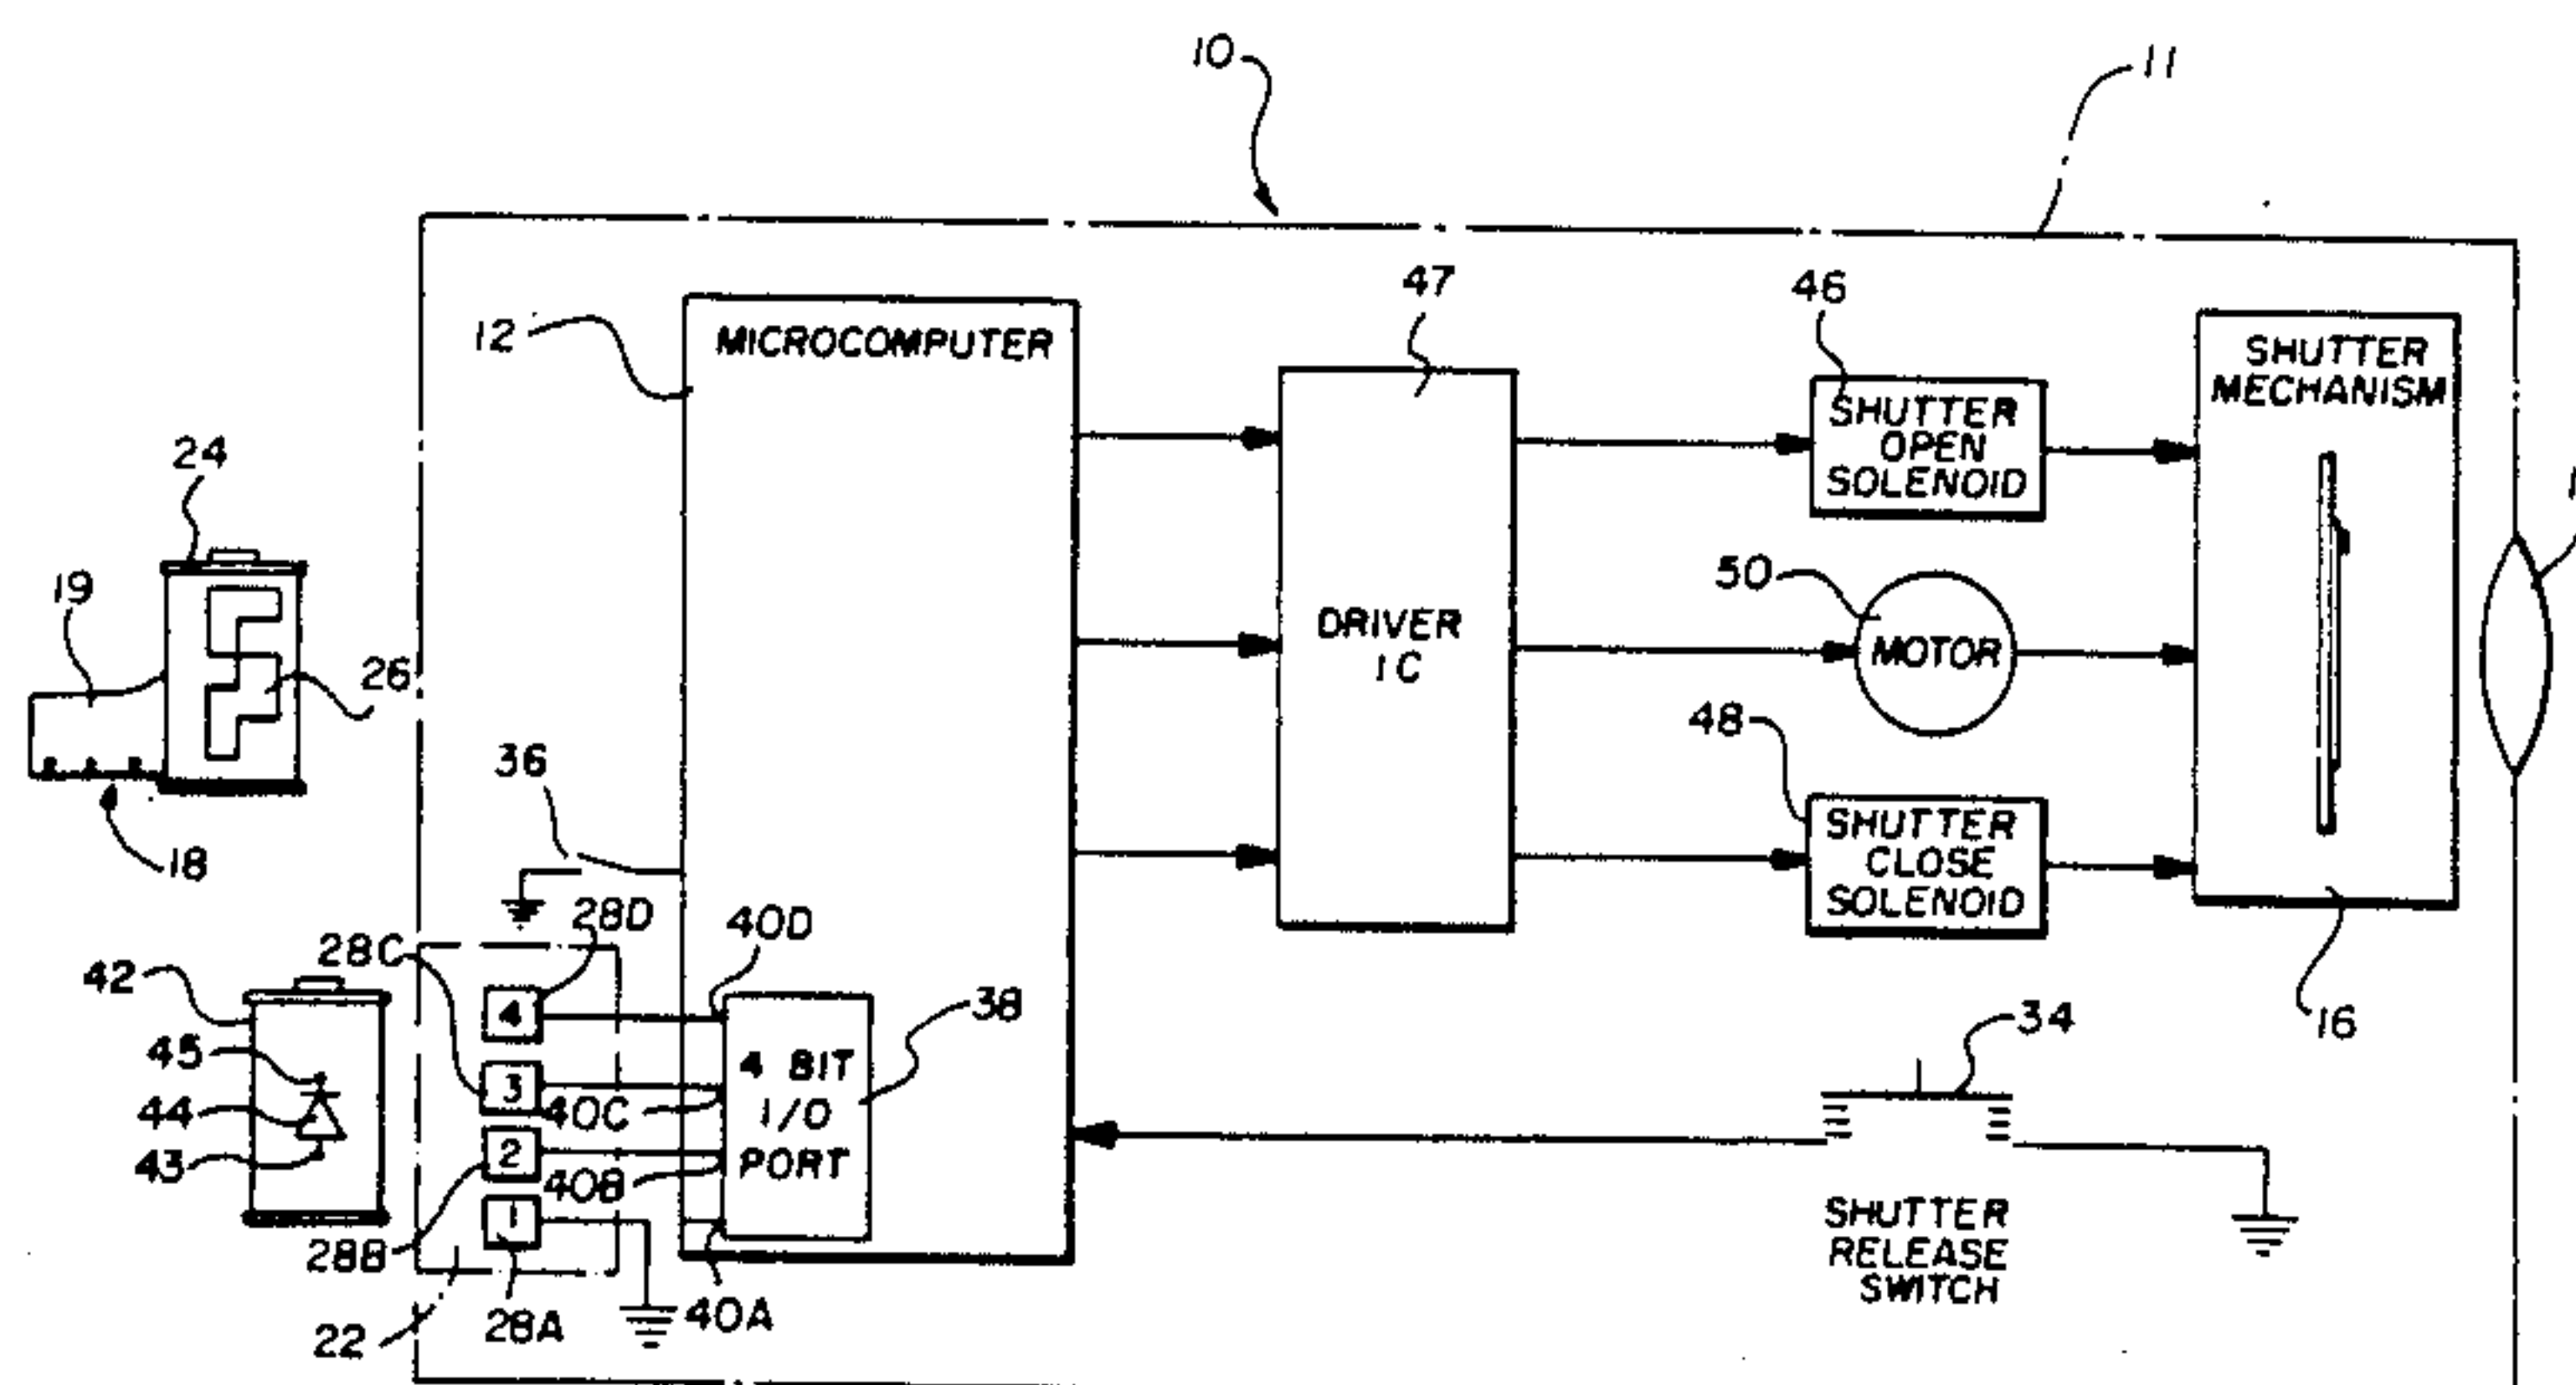 10
11
47
46
12
MICROCOMPUTER
SHUTTER
MECHANISM
SHUTTER
OPEN
SOLENOID
24
19
50
DRIVER
IC
MOTOR
26
48
36
SHUTTER
CLOSE
SOLENOID
18
28D
40D
28C
42
4
38
16
34
45
3
4 BIT
44
40C
I/O
43
2
PORT
40B
1
28B
SHUTTER
RELEASE
SWITCH
22
28A
40A